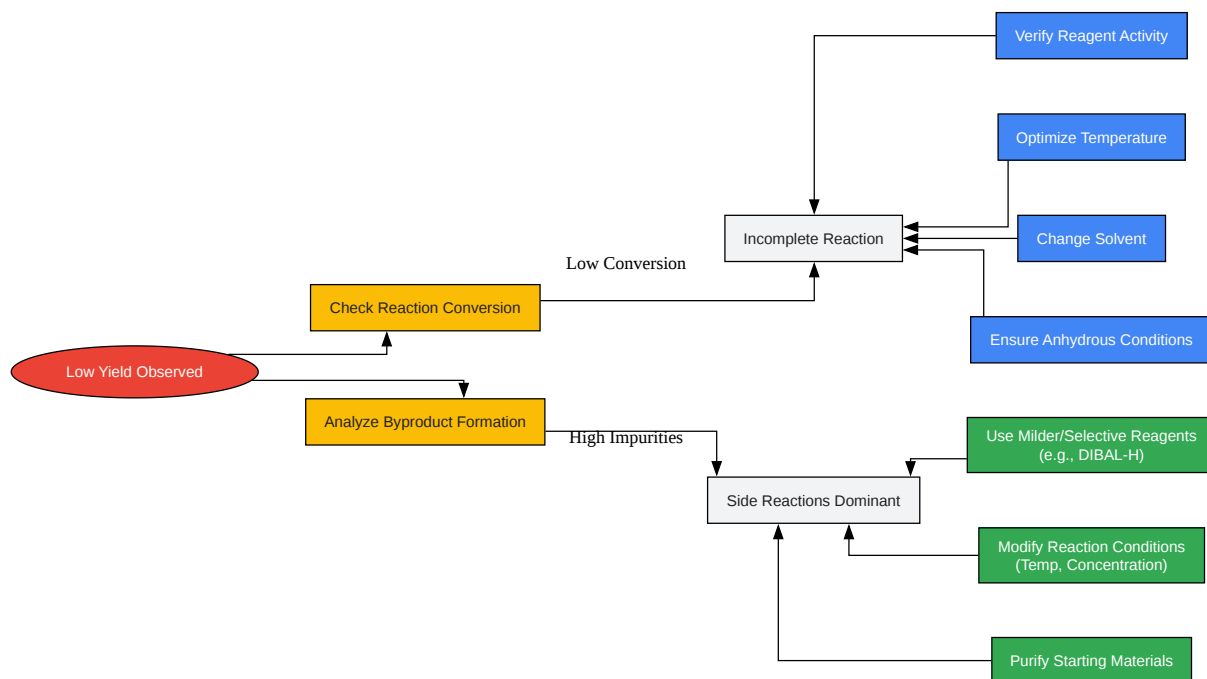 Verify Reagent Activity
Optimize Temperature
Incomplete Reaction
Change Solvent
Low Conversion
Check Reaction Conversion
Ensure Anhydrous Conditions
Low Yield Observed
Analyze Byproduct Formation
High Impurities
Use Milder/Selective Reagents
(e.g., DIBAL-H)
Side Reactions Dominant
Modify Reaction Conditions
(Temp, Concentration)
Purify Starting Materials